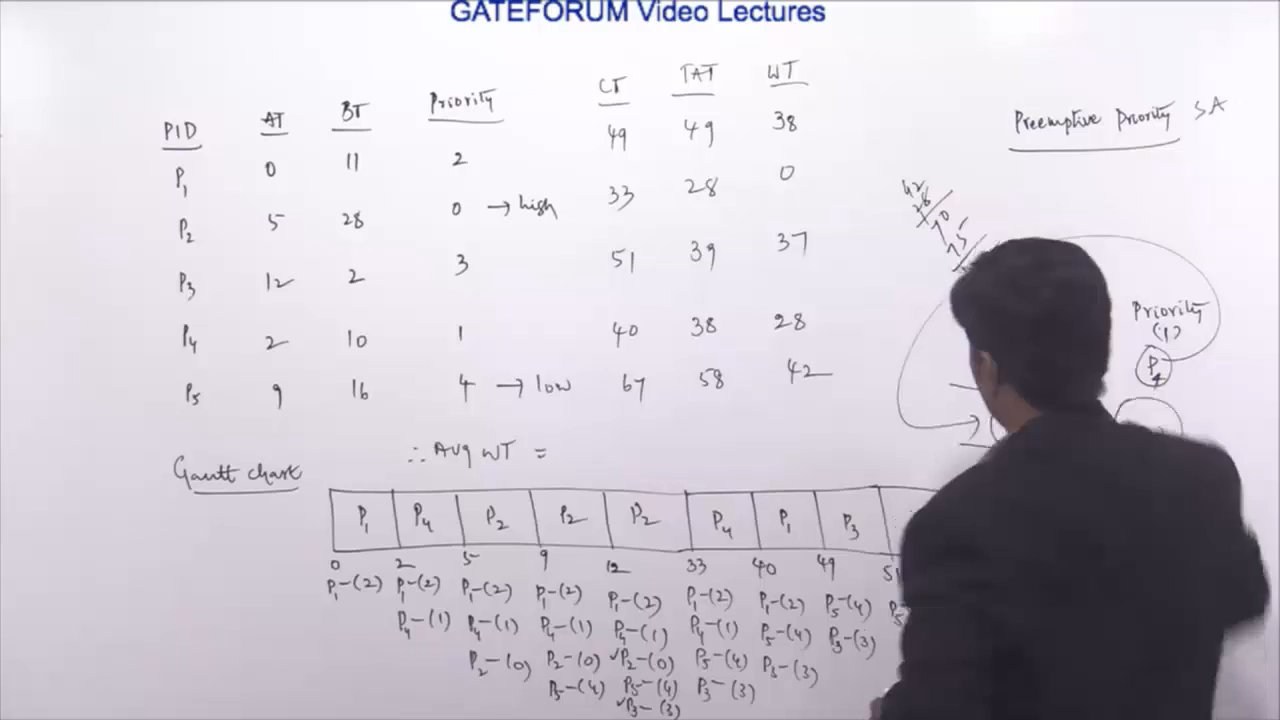 GATEFORUM Video Lectures
PID AT BT Priority CT TAT WT
P1 0 11 2 49 49 38
P2 5 28 0 → high 33 28 0
P3 12 2 3 51 39 37
P4 2 10 1 40 38 28
P5 9 16 4 → low 67 58 42
Preemptive Priority SA
42
28
70
Priority
(1)
P4
∴ Avg WT =
Gantt chart
P1 P4 P2 P2 P2 P4 P1 P3
0 2 5 9 12 33 40 49 51
P1-(2) P1-(2) P1-(2) P1-(2) P1-(2) P1-(2) P1-(2) P5-(4) P5
P4-(1) P4-(1) P4-(1) P4-(1) P4-(1) P5-(4) P3-(3)
P2-(0) P2-(0) ✓P2-(0) P5-(4) P3-(3)
P5-(4) P5-(4) P3-(3)
✓P3-(3)